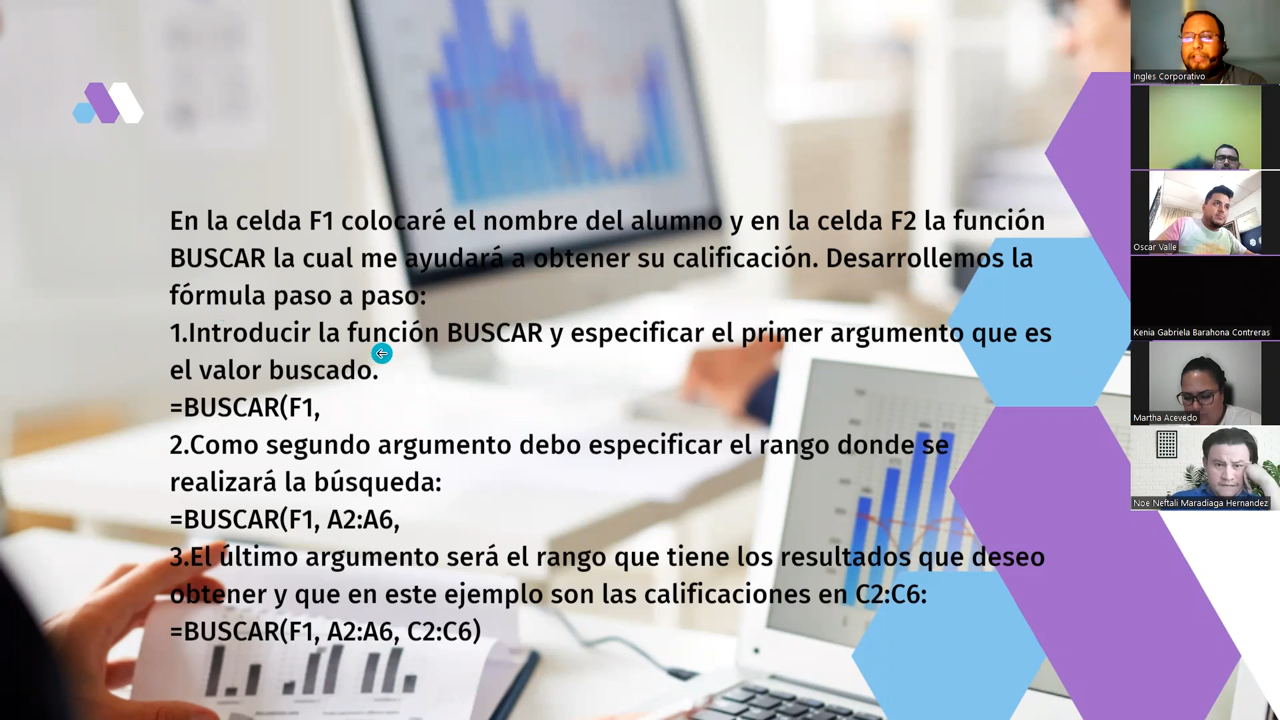 En la celda F1 colocaré el nombre del alumno y en la celda F2 la función
BUSCAR la cual me ayudará a obtener su calificación. Desarrollemos la
fórmula paso a paso:
1.Introducir la función BUSCAR y especificar el primer argumento que es
el valor buscado.
=BUSCAR(F1,
2.Como segundo argumento debo especificar el rango donde se
realizará la búsqueda:
=BUSCAR(F1, A2:A6,
3.El último argumento será el rango que tiene los resultados que deseo
obtener y que en este ejemplo son las calificaciones en C2:C6:
=BUSCAR(F1, A2:A6, C2:C6)
Ingles Corporativo
Oscar Valle
Kenia Gabriela Barahona Contreras
Martha Acevedo
Noe Neftali Maradiaga Hernandez